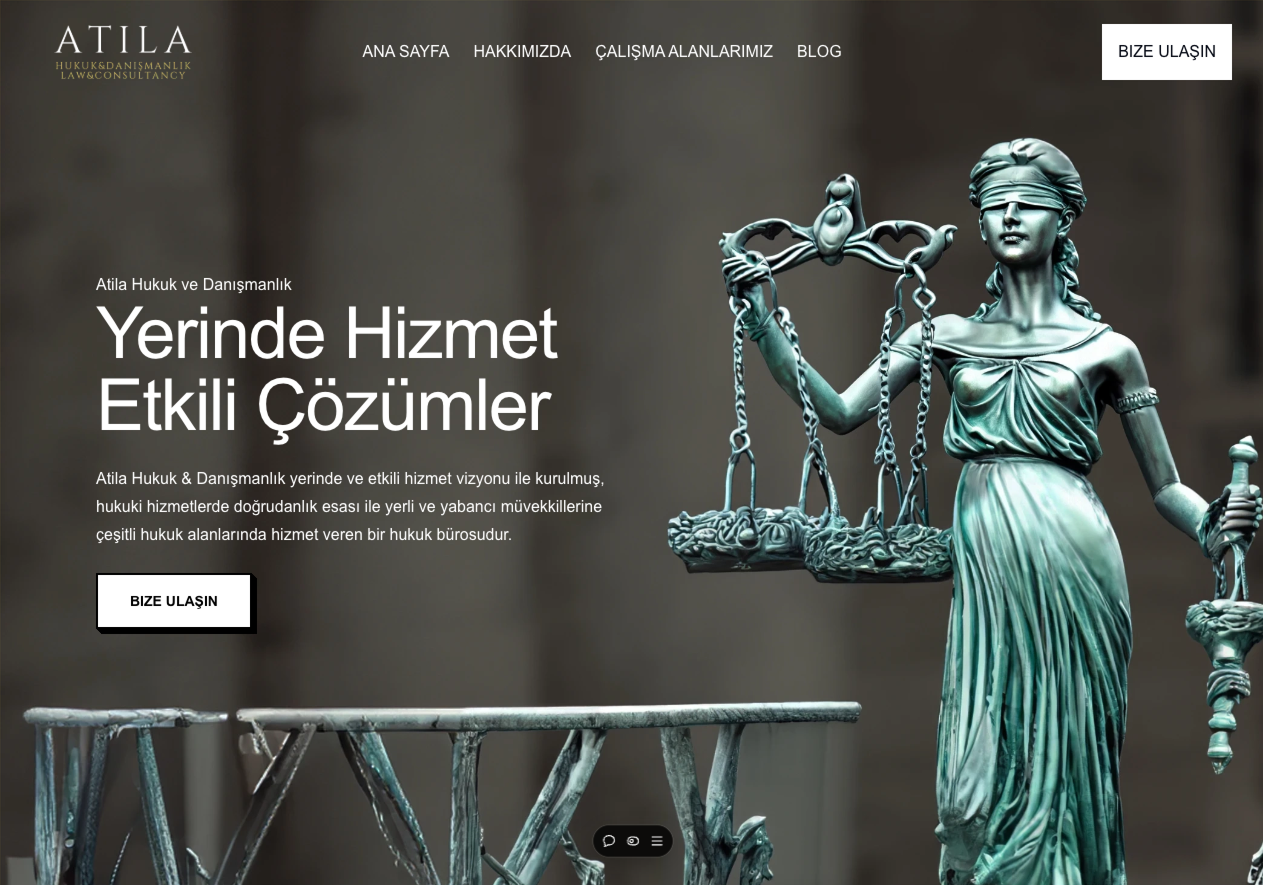 ATILA
HUKUK&DANIŞMANLIK
LAW&CONSULTANCY
ANA SAYFA
HAKKIMIZDA
ÇALIŞMA ALANLARIMIZ
BLOG
BIZE ULAŞIN
Atila Hukuk ve Danışmanlık
Yerinde Hizmet
Etkili Çözümler
Atila Hukuk & Danışmanlık yerinde ve etkili hizmet vizyonu ile kurulmuş,
hukuki hizmetlerde doğrudanlık esası ile yerli ve yabancı müvekkillerine
çeşitli hukuk alanlarında hizmet veren bir hukuk bürosudur.
BIZE ULAŞIN